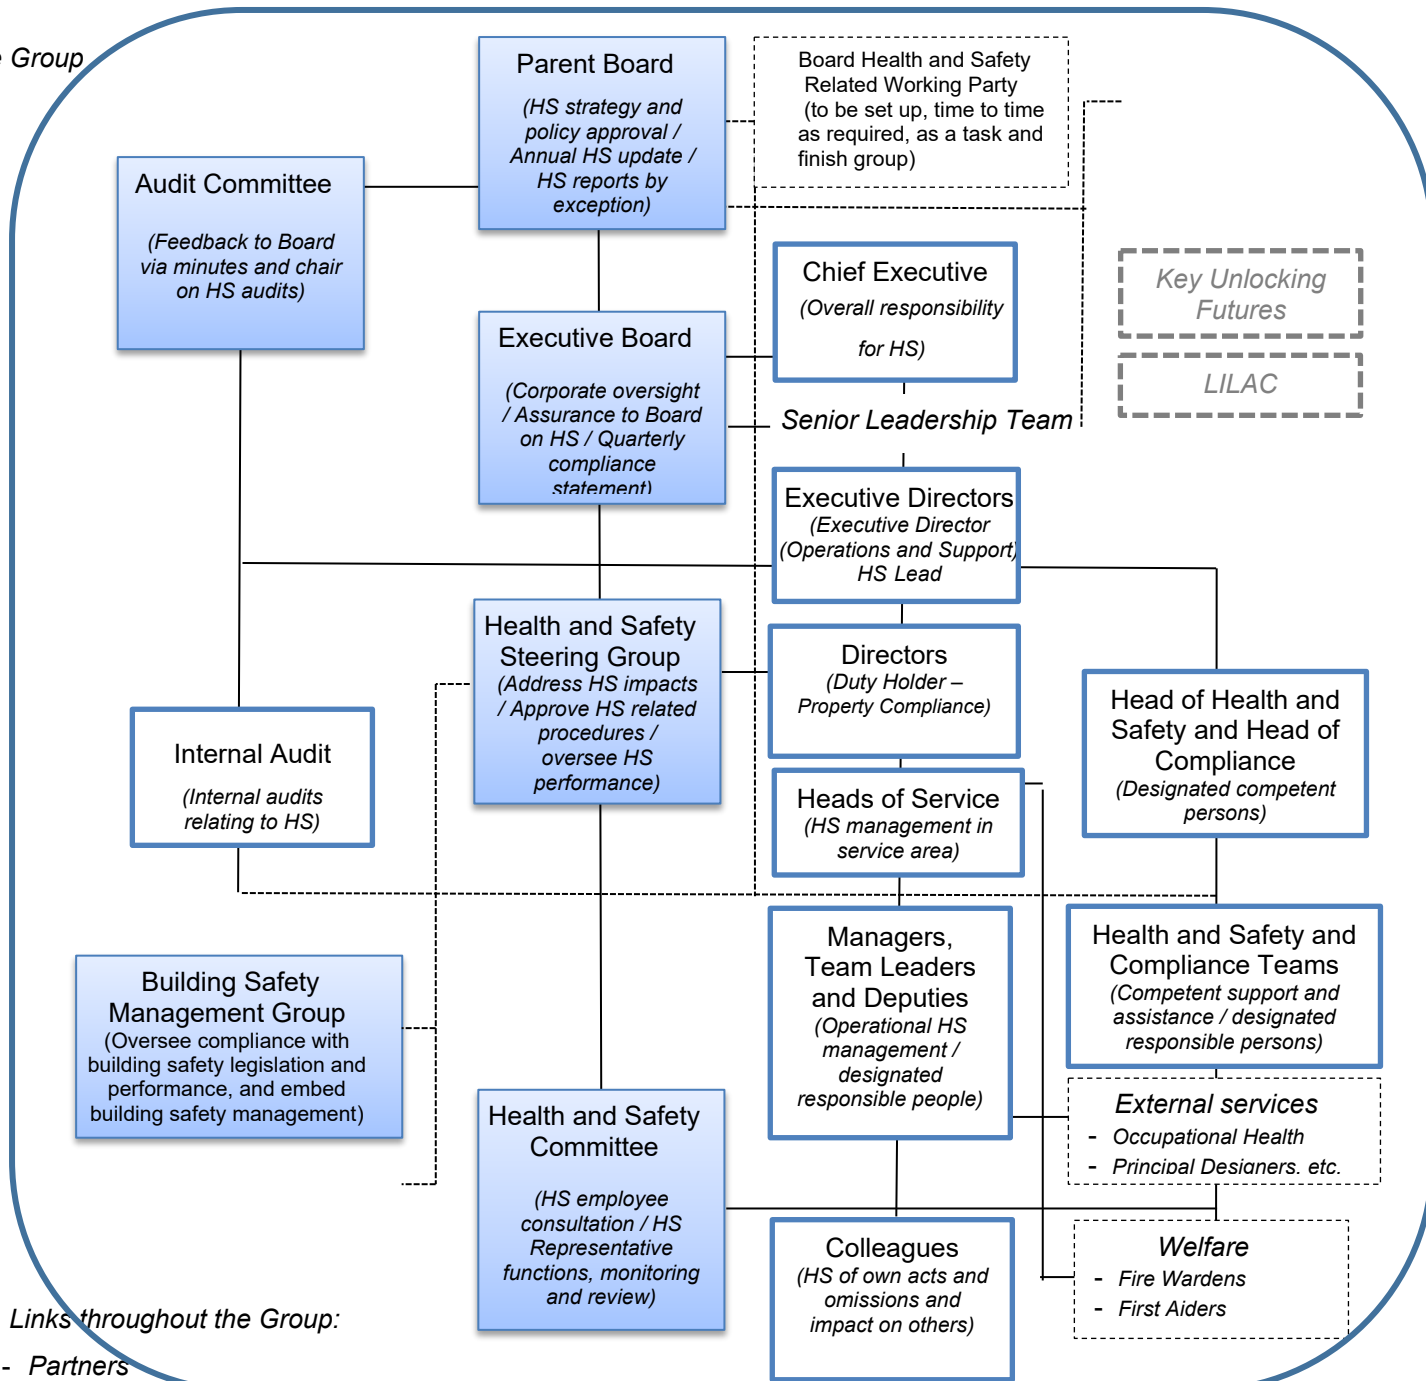 Group
Parent Board
(HS strategy and
policy approval /
Annual HS update /
HS reports by
exception)
Board Health and Safety
Related Working Party
(to be set up, time to time
as required, as a task and
finish group)
Audit Committee
(Feedback to Board
via minutes and chair
on HS audits)
Chief Executive
(Overall responsibility
for HS)
Key Unlocking
Futures
LILAC
Executive Board
(Corporate oversight
/ Assurance to Board
on HS / Quarterly
compliance
statement)
Senior Leadership Team
Executive Directors
(Executive Director
(Operations and Support)
HS Lead
Health and Safety
Steering Group
(Address HS impacts
/ Approve HS related
procedures /
oversee HS
performance)
Directors
(Duty Holder –
Property Compliance)
Head of Health and
Safety and Head of
Compliance
(Designated competent
persons)
Internal Audit
(Internal audits
relating to HS)
Heads of Service
(HS management in
service area)
Building Safety
Management Group
(Oversee compliance with
building safety legislation and
performance, and embed
building safety management)
Managers,
Team Leaders
and Deputies
(Operational HS
management /
designated
responsible people)
Health and Safety and
Compliance Teams
(Competent support and
assistance / designated
responsible persons)
External services
- Occupational Health
- Principal Designers, etc.
Health and Safety
Committee
(HS employee
consultation / HS
Representative
functions, monitoring
and review)
Colleagues
(HS of own acts and
omissions and
impact on others)
Welfare
- Fire Wardens
- First Aiders
Links throughout the Group:
- Partners